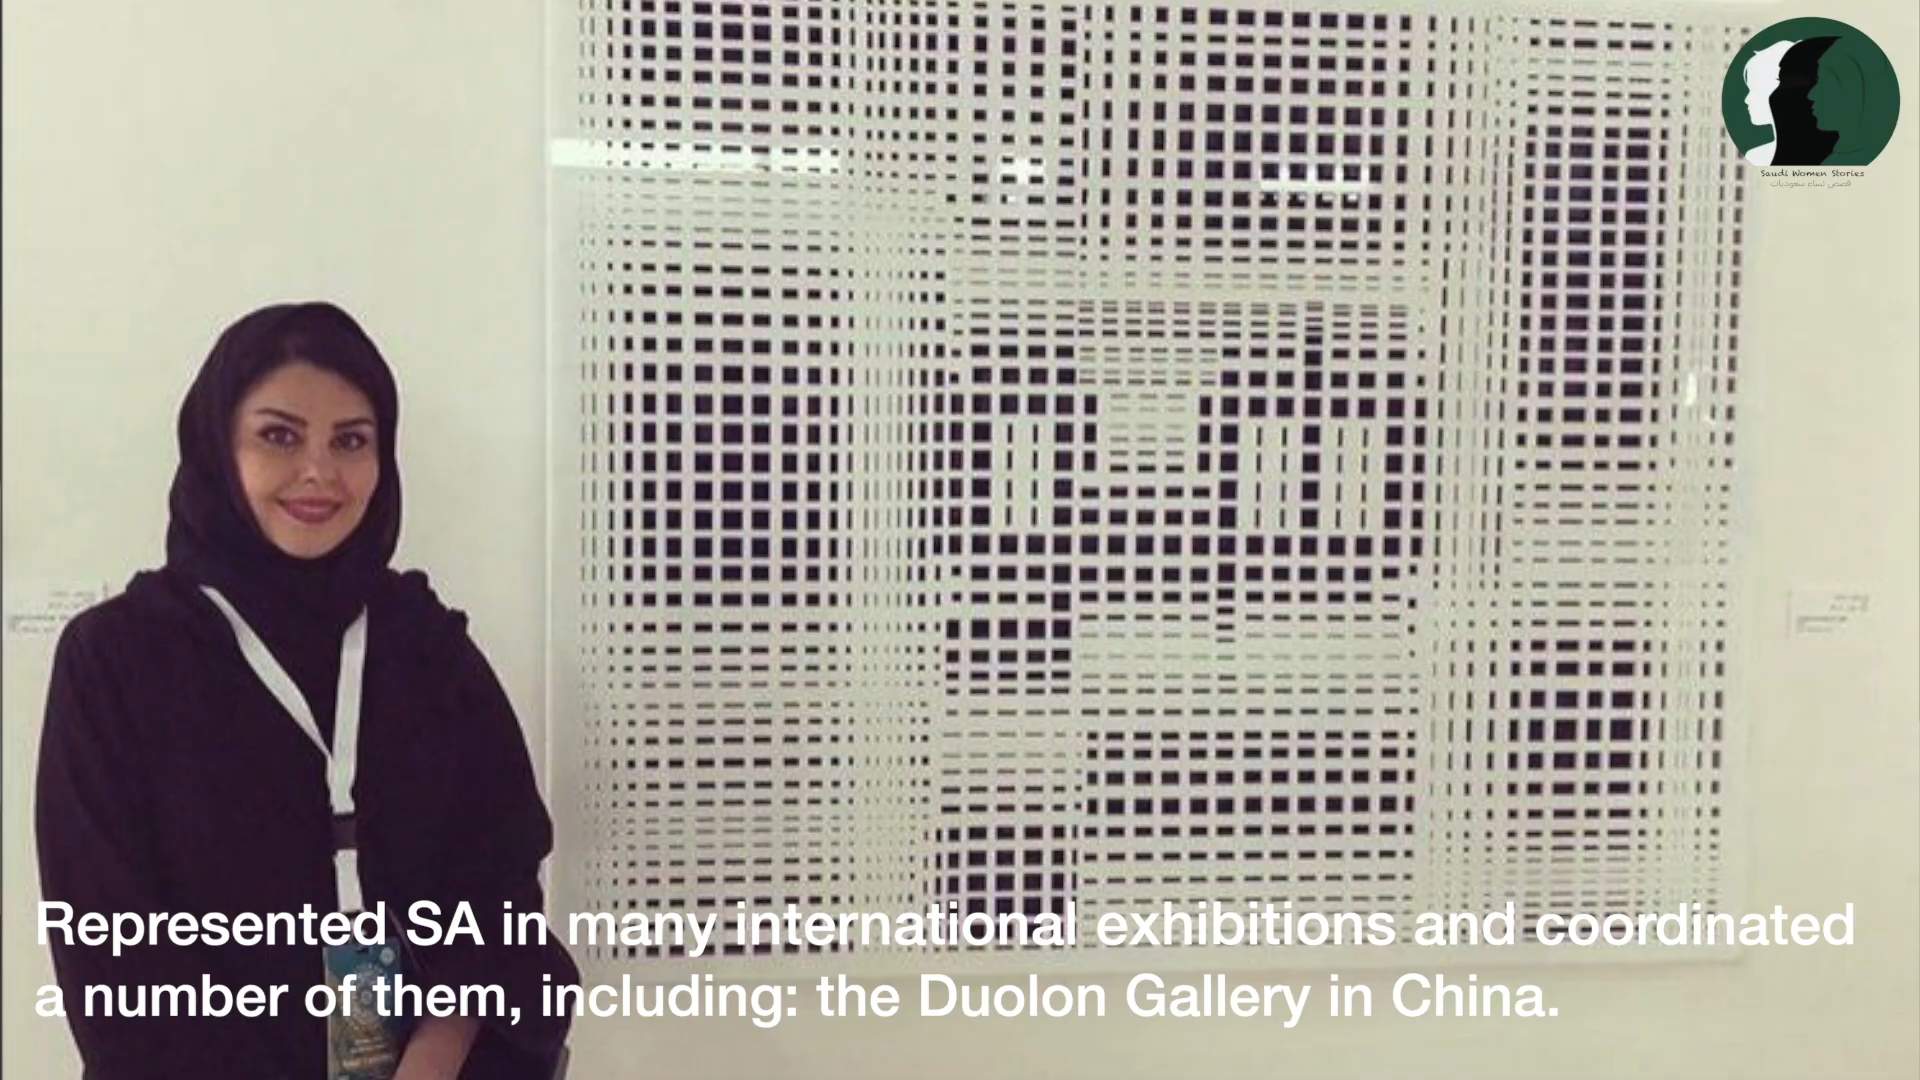 Saudi Women Stories
قصص نساء سعوديات
Represented SA in many international exhibitions and coordinated
a number of them, including: the Duolon Gallery in China.